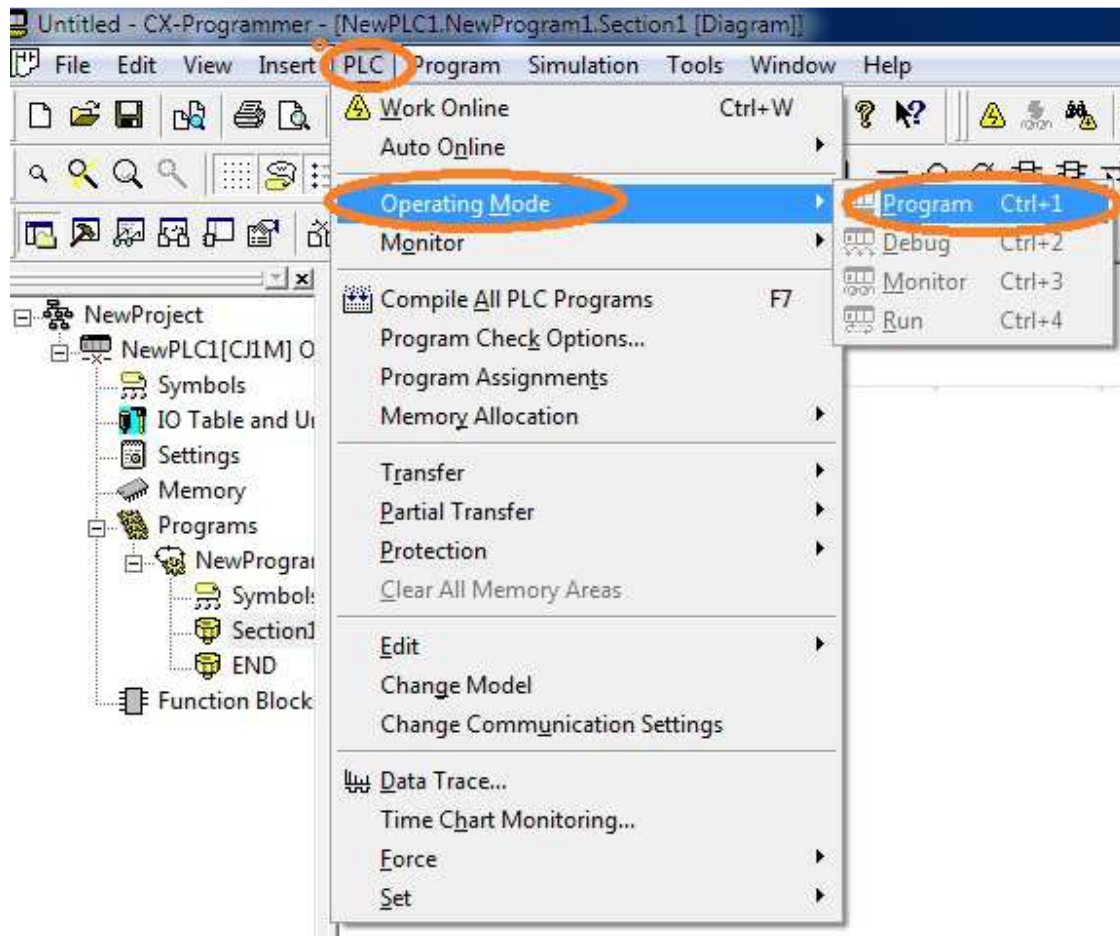 Untitled - CX-Programmer - [NewPLC1.NewProgram1.Section1 [Diagram]]
File Edit View Insert PLC Program Simulation Tools Window Help
Work Online Ctrl+W
Auto Online
Operating Mode
Monitor
Compile All PLC Programs F7
Program Check Options...
Program Assignments
Memory Allocation
Transfer
Partial Transfer
Protection
Clear All Memory Areas
Edit
Change Model
Change Communication Settings
Data Trace...
Time Chart Monitoring...
Force
Set
Program Ctrl+1
Debug Ctrl+2
Monitor Ctrl+3
Run Ctrl+4
NewProject
NewPLC1[CJ1M] O
Symbols
IO Table and Un
Settings
Memory
Programs
NewProgra
Symbols
Section1
END
Function Block